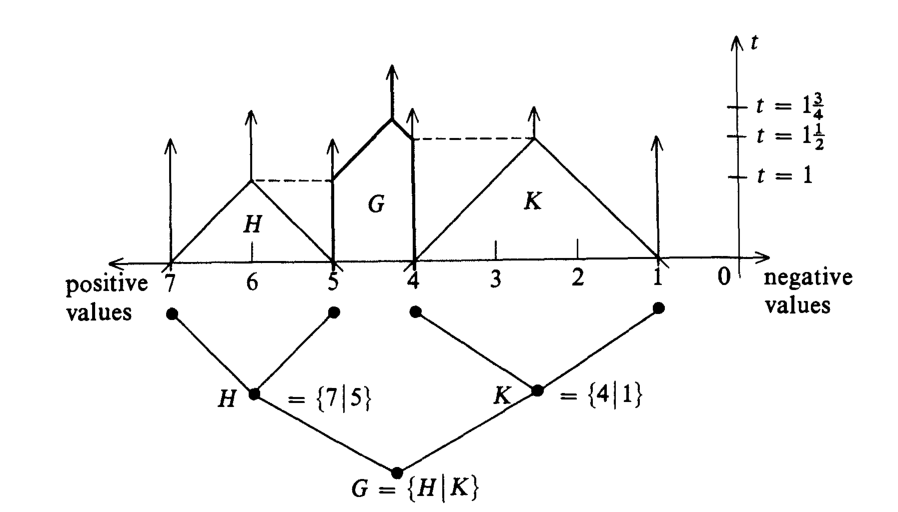 t
t = 1¾
t = 1½
t = 1
H
G
K
positive values
7
6
5
4
3
2
1
0
negative values
H = {7|5}
K = {4|1}
G = {H|K}